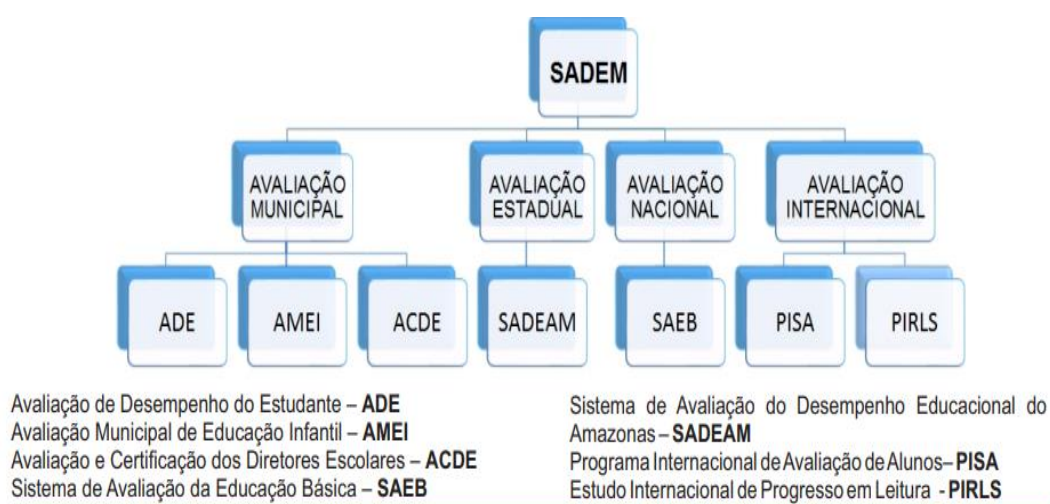 SADEM
AVALIAÇÃO
MUNICIPAL
AVALIAÇÃO
ESTADUAL
AVALIAÇÃO
NACIONAL
AVALIAÇÃO
INTERNACIONAL
ADE
AMEI
ACDE
SADEAM
SAEB
PISA
PIRLS
Avaliação de Desempenho do Estudante – ADE
Avaliação Municipal de Educação Infantil – AMEI
Avaliação e Certificação dos Diretores Escolares – ACDE
Sistema de Avaliação da Educação Básica – SAEB
Sistema de Avaliação do Desempenho Educacional do
Amazonas – SADEAM
Programa Internacional de Avaliação de Alunos– PISA
Estudo Internacional de Progresso em Leitura - PIRLS